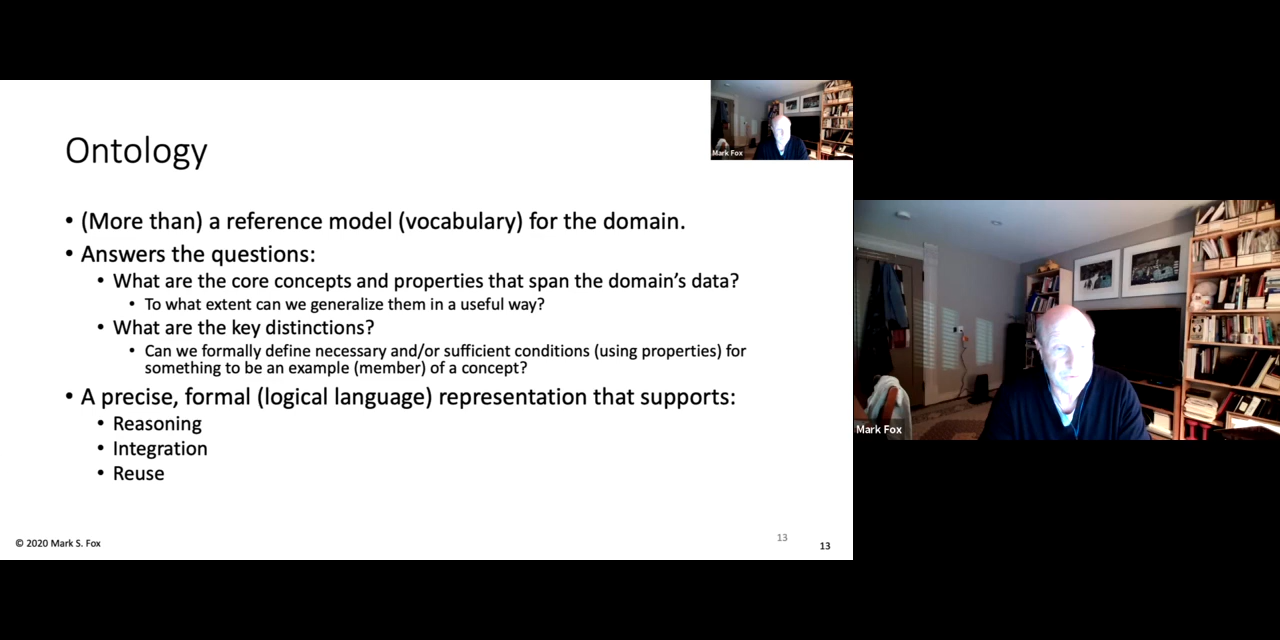 Mark Fox
Ontology
• (More than) a reference model (vocabulary) for the domain.
• Answers the questions:
• What are the core concepts and properties that span the domain’s data?
• To what extent can we generalize them in a useful way?
• What are the key distinctions?
• Can we formally define necessary and/or sufficient conditions (using properties) for
something to be an example (member) of a concept?
• A precise, formal (logical language) representation that supports:
• Reasoning
• Integration
• Reuse
© 2020 Mark S. Fox
13
13
Mark Fox